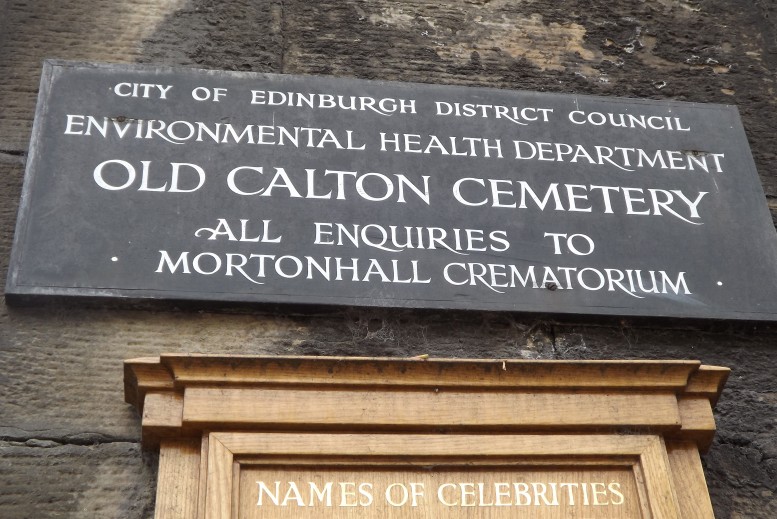 CITY OF EDINBURGH DISTRICT COUNCIL
ENVIRONMENTAL HEALTH DEPARTMENT
OLD CALTON CEMETERY
ALL ENQUIRIES TO
· MORTONHALL CREMATORIUM ·
NAMES OF CELEBRITIES